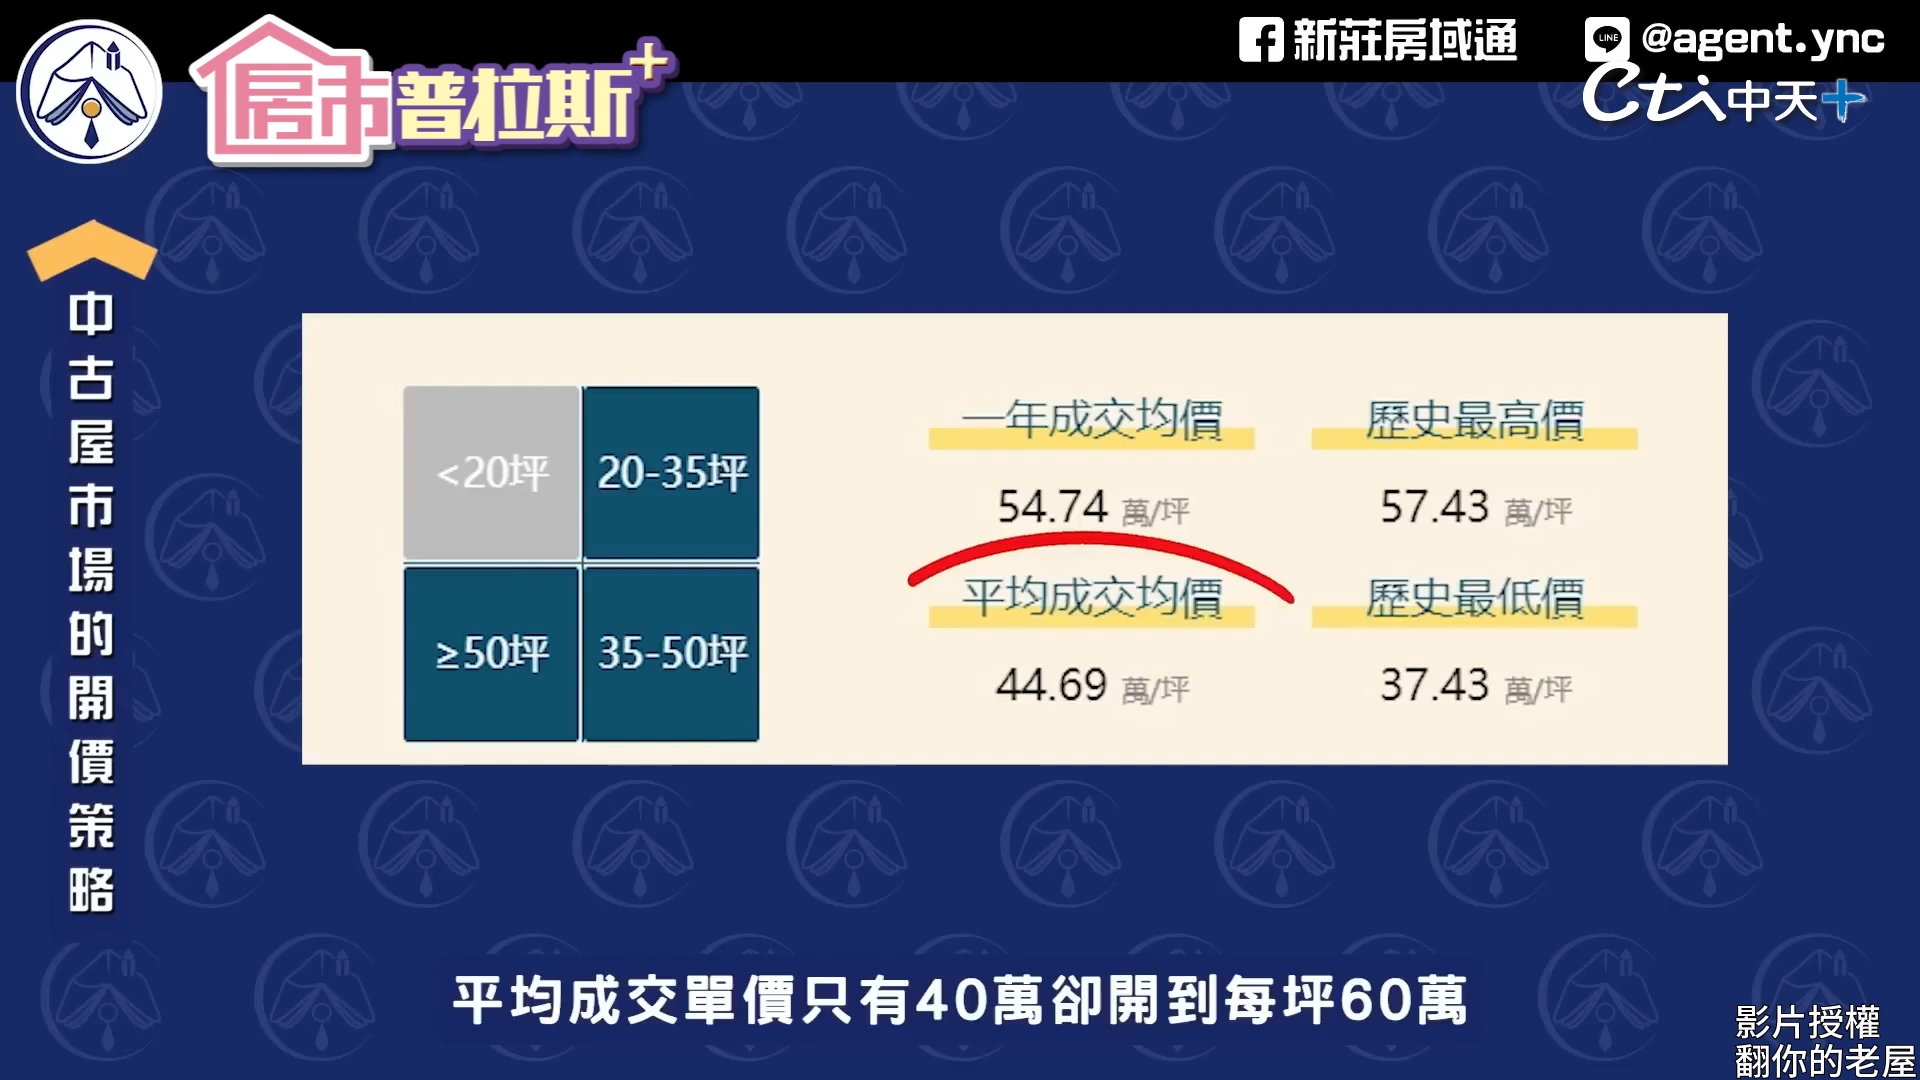 房市普拉斯+
新莊房域通
LINE
@agent.ync
Cti中天+
中古屋市場的開價策略
<20坪
20-35坪
≥50坪
35-50坪
一年成交均價
54.74 萬/坪
歷史最高價
57.43 萬/坪
平均成交均價
44.69 萬/坪
歷史最低價
37.43 萬/坪
平均成交單價只有40萬卻開到每坪60萬
影片授權
翻你的老屋